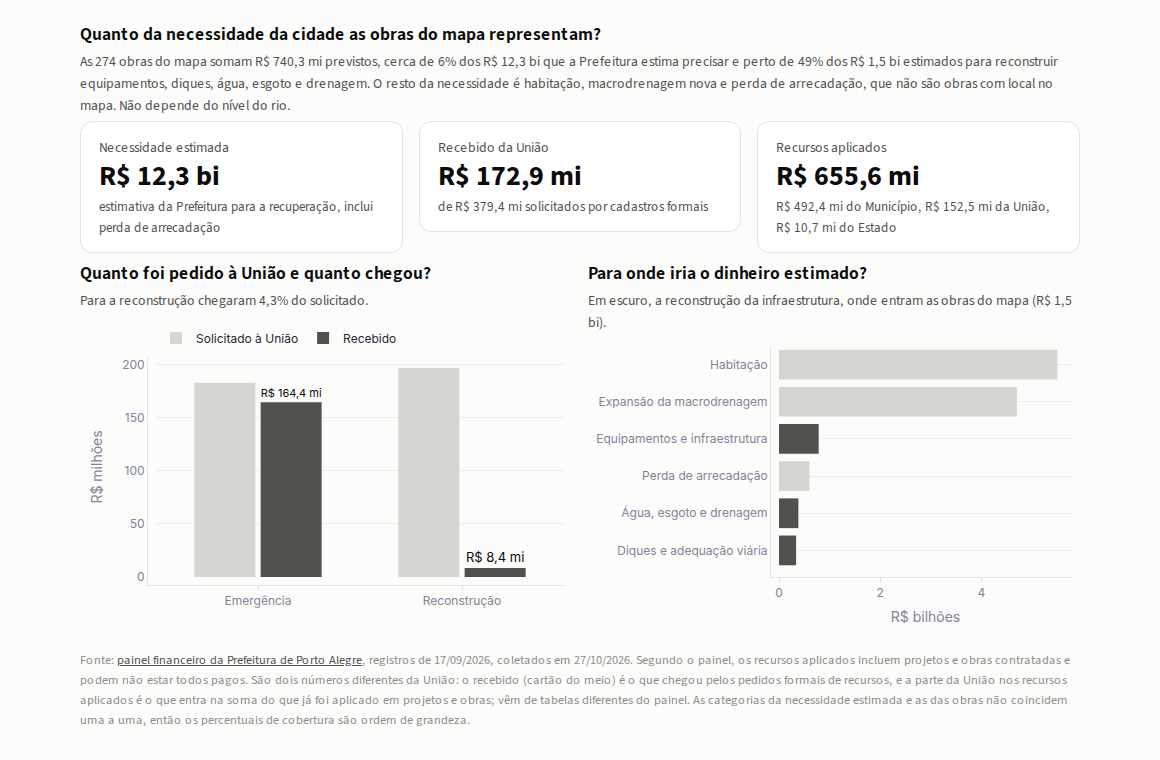 Quanto da necessidade da cidade as obras do mapa representam?
As 274 obras do mapa somam R$ 740,3 mi previstos, cerca de 6% dos R$ 12,3 bi que a Prefeitura estima precisar e perto de 49% dos R$ 1,5 bi estimados para reconstruir
equipamentos, diques, água, esgoto e drenagem. O resto da necessidade é habitação, macrodrenagem nova e perda de arrecadação, que não são obras com local no
mapa. Não depende do nível do rio.
Necessidade estimada
R$ 12,3 bi
estimativa da Prefeitura para a recuperação, inclui
perda de arrecadação
Recebido da União
R$ 172,9 mi
de R$ 379,4 mi solicitados por cadastros formais
Recursos aplicados
R$ 655,6 mi
R$ 492,4 mi do Município, R$ 152,5 mi da União,
R$ 10,7 mi do Estado
Quanto foi pedido à União e quanto chegou?
Para a reconstrução chegaram 4,3% do solicitado.
Solicitado à União
Recebido
R$ milhões
200
150
100
50
0
R$ 164,4 mi
R$ 8,4 mi
Emergência
Reconstrução
Para onde iria o dinheiro estimado?
Em escuro, a reconstrução da infraestrutura, onde entram as obras do mapa (R$ 1,5
bi).
Habitação
Expansão da macrodrenagem
Equipamentos e infraestrutura
Perda de arrecadação
Água, esgoto e drenagem
Diques e adequação viária
0
2
4
R$ bilhões
Fonte: painel financeiro da Prefeitura de Porto Alegre, registros de 17/09/2026, coletados em 27/10/2026. Segundo o painel, os recursos aplicados incluem projetos e obras contratadas e
podem não estar todos pagos. São dois números diferentes da União: o recebido (cartão do meio) é o que chegou pelos pedidos formais de recursos, e a parte da União nos recursos
aplicados é o que entra na soma do que já foi aplicado em projetos e obras; vêm de tabelas diferentes do painel. As categorias da necessidade estimada e as das obras não coincidem
uma a uma, então os percentuais de cobertura são ordem de grandeza.